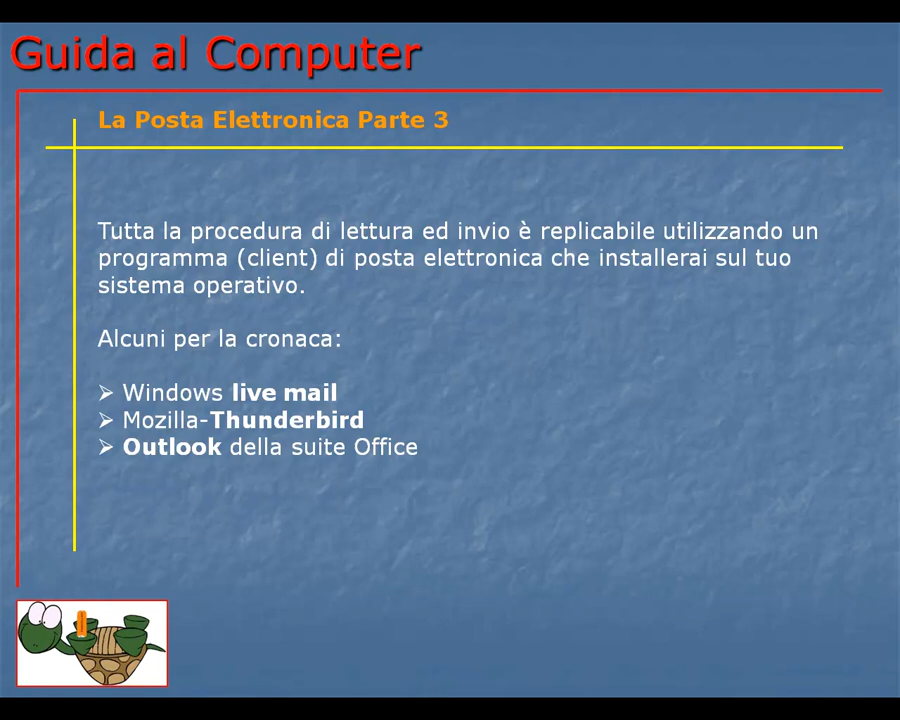 Guida al Computer
La Posta Elettronica Parte 3
Tutta la procedura di lettura ed invio è replicabile utilizzando un
programma (client) di posta elettronica che installerai sul tuo
sistema operativo.
Alcuni per la cronaca:
➢ Windows live mail
➢ Mozilla-Thunderbird
➢ Outlook della suite Office